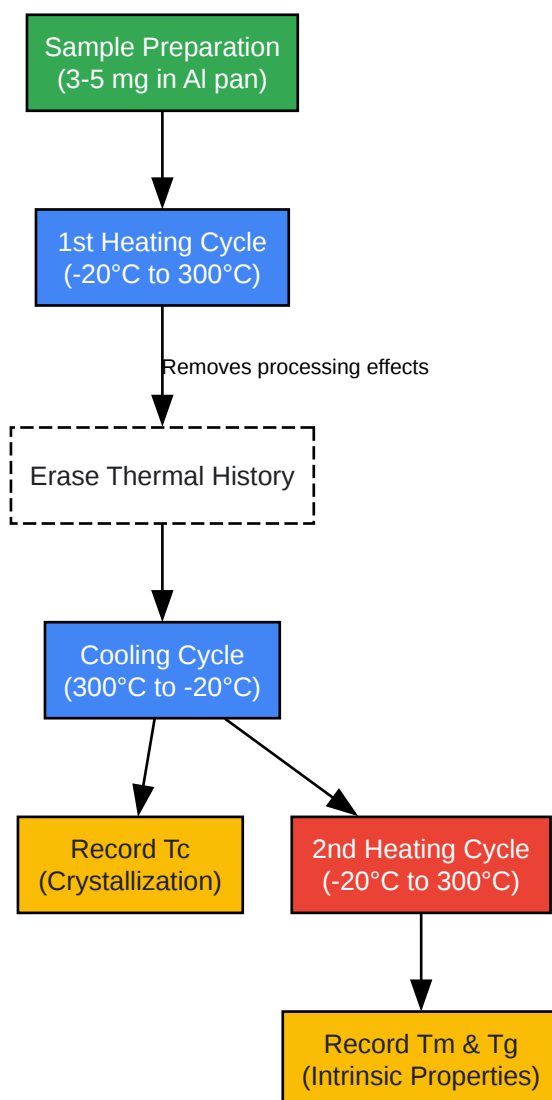 Sample Preparation
(3-5 mg in Al pan)
1st Heating Cycle
(-20°C to 300°C)
Removes processing effects
Erase Thermal History
Cooling Cycle
(300°C to -20°C)
Record Tc
(Crystallization)
2nd Heating Cycle
(-20°C to 300°C)
Record Tm & Tg
(Intrinsic Properties)